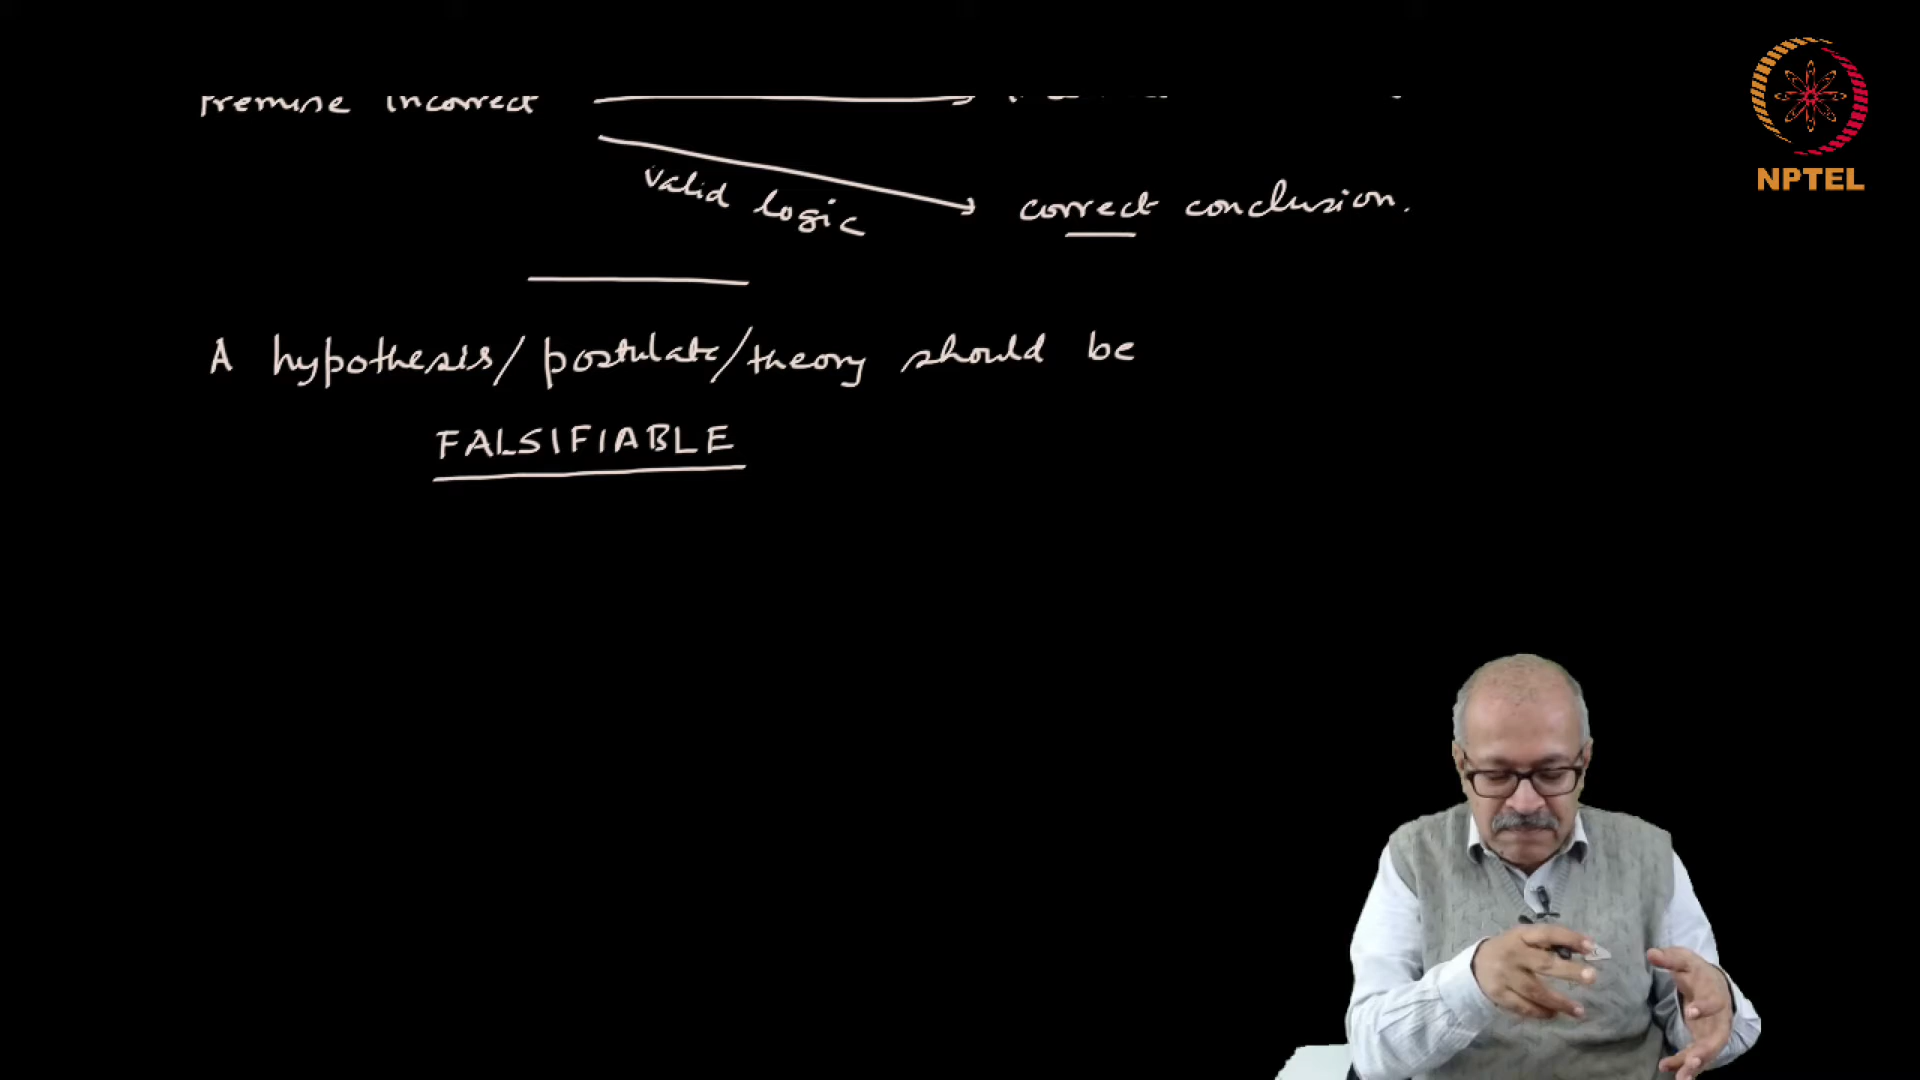 Premise incorrect
valid logic
correct conclusion.
A hypothesis/postulate/theory should be
FALSIFIABLE
NPTEL